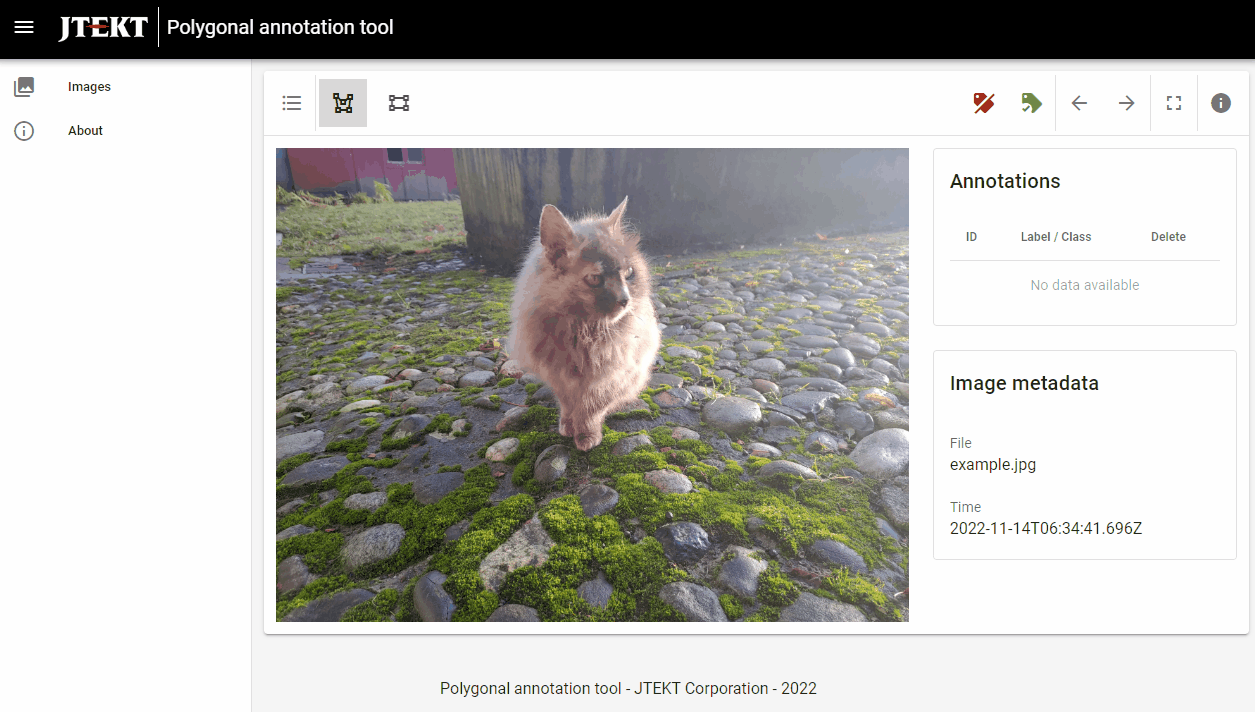 JTEKT Polygonal annotation tool
Images
About
Annotations
ID Label / Class Delete
No data available
Image metadata
File
example.jpg
Time
2022-11-14T06:34:41.696Z
Polygonal annotation tool - JTEKT Corporation - 2022